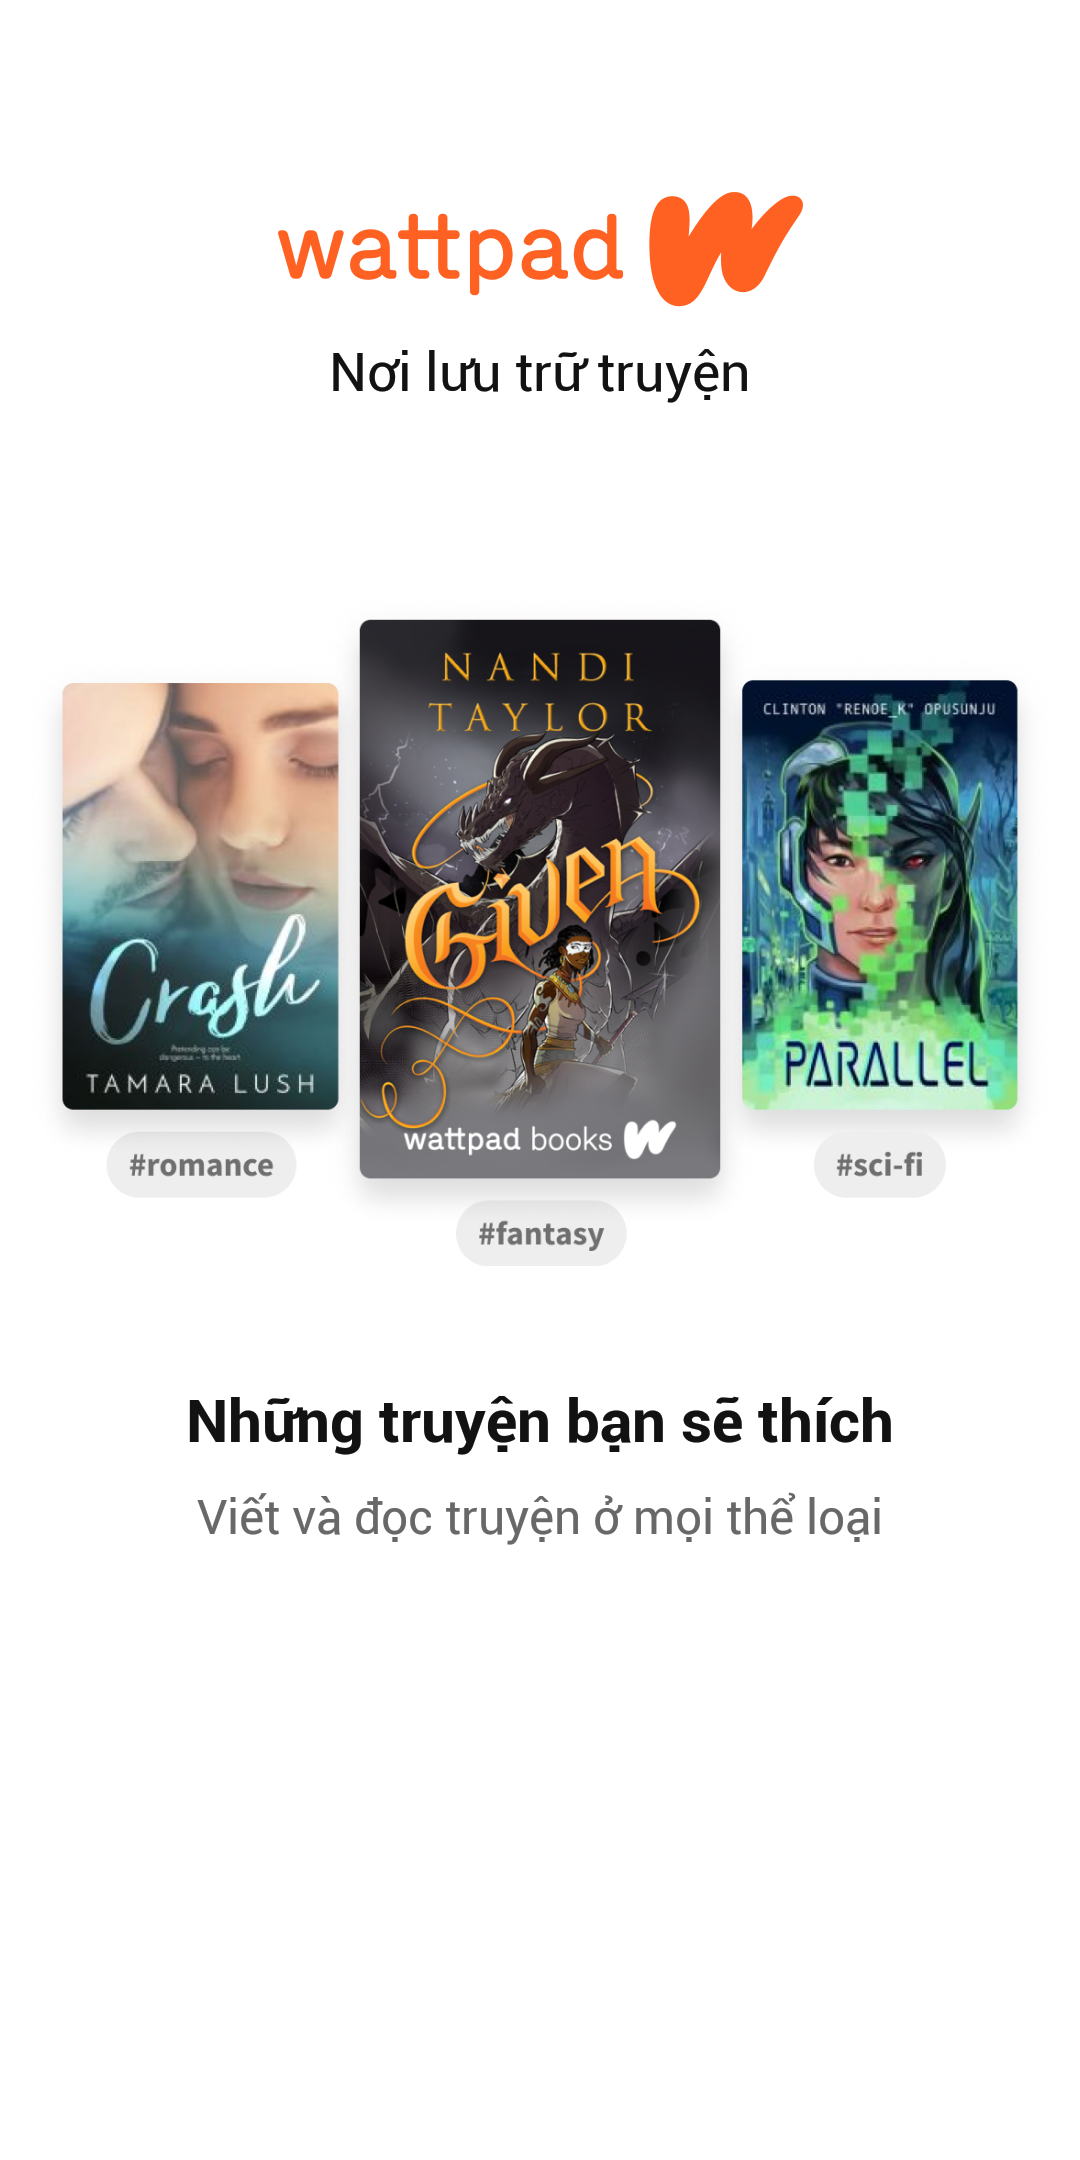 wattpad
Nơi lưu trữ truyện
Crash
Pretending can be
dangerous – to the heart
TAMARA LUSH
#romance
NANDI
TAYLOR
Given
wattpad books
#fantasy
CLINTON "RENOE_K" OPUSUNJU
PARALLEL
#sci-fi
Những truyện bạn sẽ thích
Viết và đọc truyện ở mọi thể loại